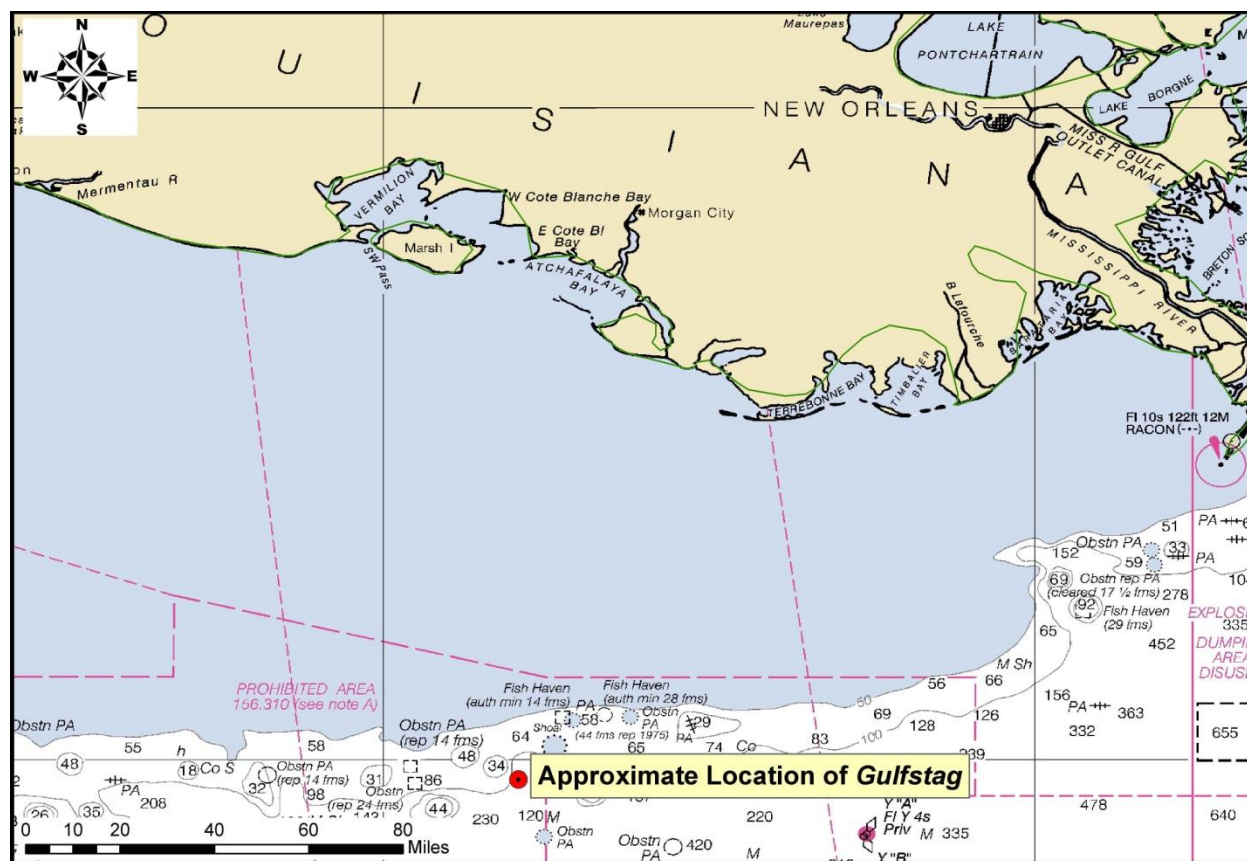 N
W
E
S
O
U
I
S
I
A
N
A
LAKE
PONTCHARTRAIN
Maurepas
LAKE BORGNE
NEW ORLEANS
MISS R GULF
OUTLET CANAL
Mermentau R
VERMILION
BAY
W Cote Blanche Bay
Morgan City
Marsh I
E Cote Bl
Bay
SW Pass
ATCHAFALAYA
BAY
MISSISSIPPI RIVER
B Lafourche
BARATARIA
BAY
TERREBONNE BAY
TIMBALIER
BAY
Fl 10s 122ft 12M
RACON (---)
51
PA
Obstn PA
33
152
59
PA
69
Obstn rep PA
(cleared 17 ½ fms)
278
92
Fish Haven
(29 fms)
65
452
335
M Sh
66
56
PROHIBITED AREA
156.310 (see note A)
Fish Haven
(auth min 14 fms)
Fish Haven
(auth min 28 fms)
50
156
PA
363
69
126
332
128
655
PA
58
Obstn
PA
(44 fms rep 1975)
29
PA
Shoal
64
65
74
Co
83
100
Obstn PA
Obstn PA
(rep 14 fms)
55
h
58
48
48
34
18
Co S
Obstn PA
(rep 14 fms)
31
86
32
98
Obstn
(rep 24 fms)
PA
208
44
26
35
Approximate Location of Gulfstag
230
120
M
220
478
640
Y "A"
Fl Y 4s
Priv
M
335
Obstn
PA
420
M
Y "B"
0 10 20 40 60 80
Miles